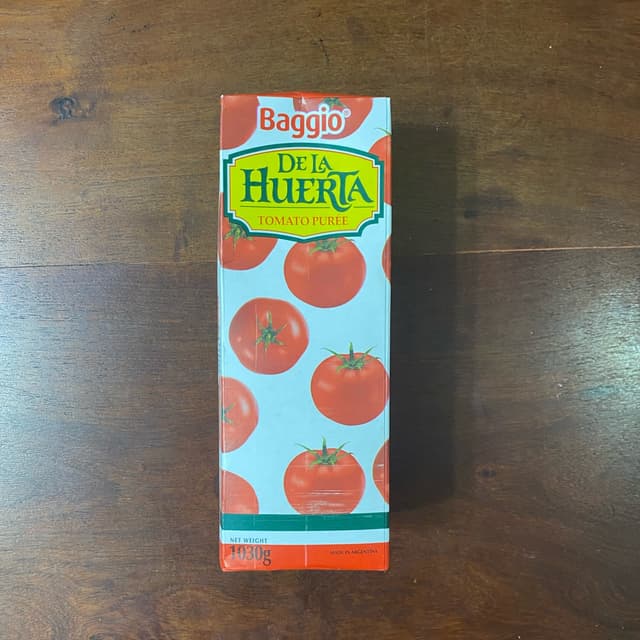 Baggio®
DE LA
HUERTA
TOMATO PUREE
NET WEIGHT
1030g
MADE IN ARGENTINA